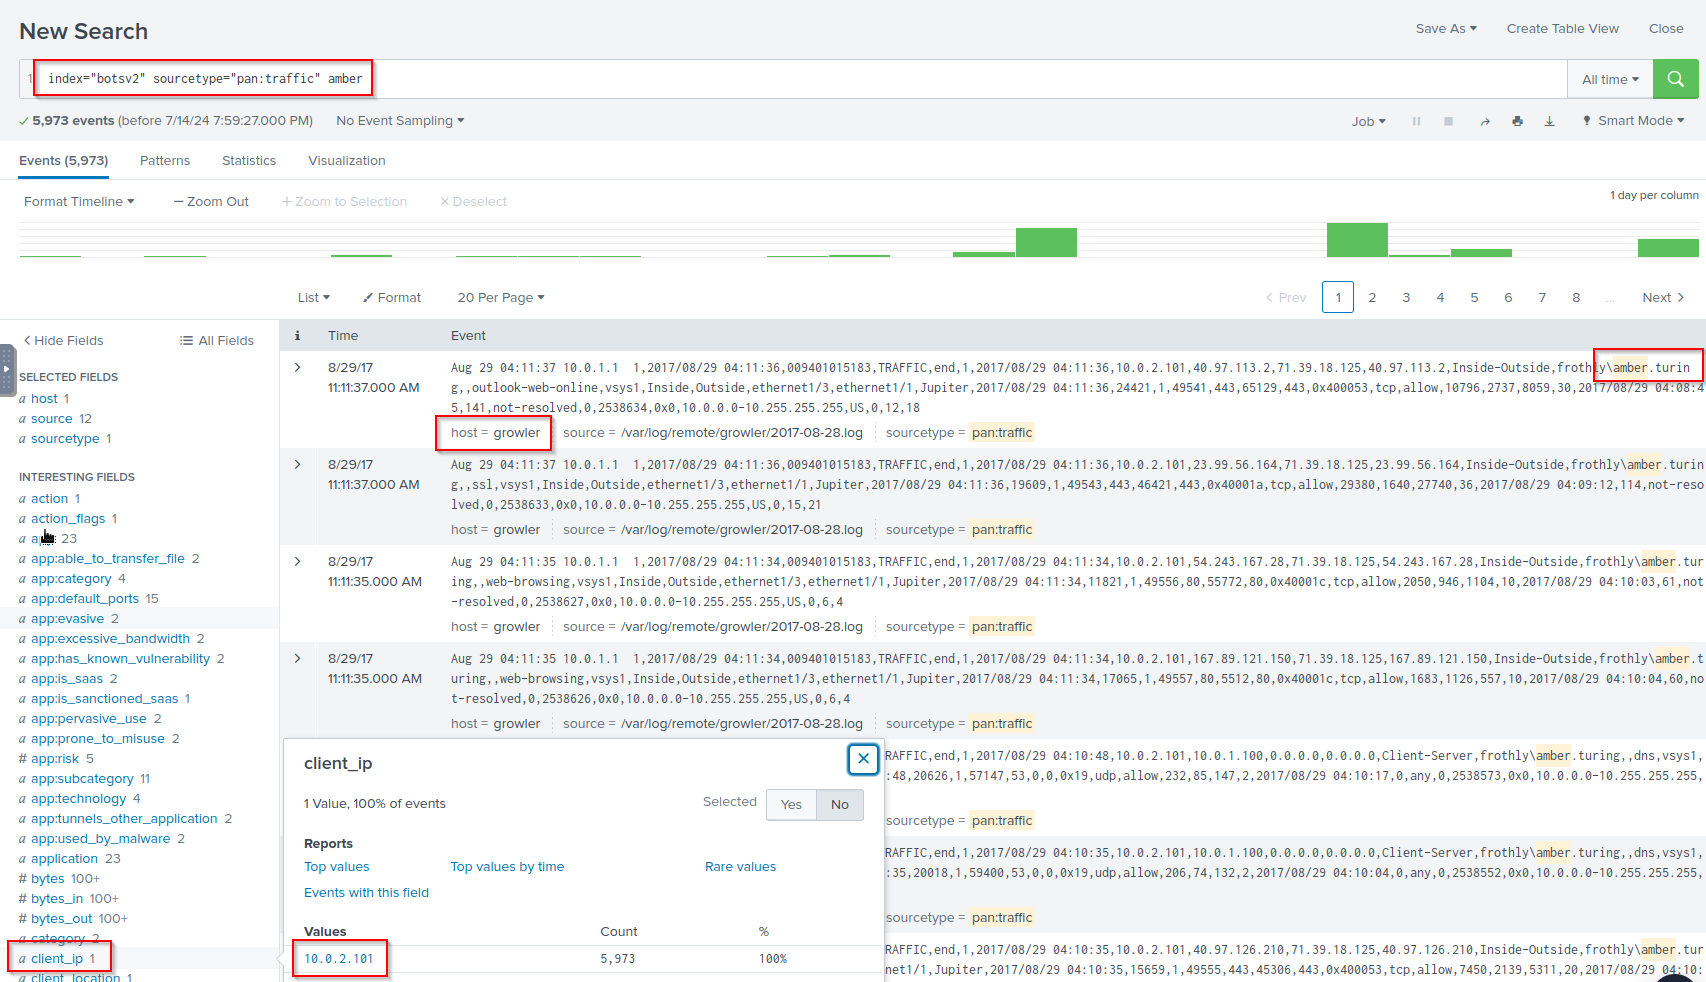 New Search
Save As
Create Table View
Close
1 index="botsv2" sourcetype="pan:traffic" amber
All time
5,973 events (before 7/14/24 7:59:27.000 PM)
No Event Sampling
Job
Smart Mode
Events (5,973)
Patterns
Statistics
Visualization
Format Timeline
Zoom Out
+ Zoom to Selection
× Deselect
1 day per column
List
Format
20 Per Page
< Prev
1 2 3 4 5 6 7 8 ... Next >
< Hide Fields
All Fields
SELECTED FIELDS
a host 1
a source 12
a sourcetype 1
INTERESTING FIELDS
a action 1
a action_flags 1
23
a app:able_to_transfer_file 2
a app:category 4
a app:default_ports 15
a app:evasive 2
a app:excessive_bandwidth 2
a app:has_known_vulnerability 2
a app:is_saas 2
a app:is_sanctioned_saas 1
a app:pervasive_use 2
a app:prone_to_misuse 2
# app:risk 5
a app:subcategory 11
a app:technology 4
a app:tunnels_other_application 2
a app:used_by_malware 2
a application 23
# bytes 100+
# bytes_in 100+
# bytes_out 100+
a category 2
a client_ip 1
a client_location 1
i Time Event
8/29/17
11:11:37.000 AM
Aug 29 04:11:37 10.0.1.1 1,2017/08/29 04:11:36,009401015183,TRAFFIC,end,1,2017/08/29 04:11:36,10.0.2.101,40.97.113.2,71.39.18.125,40.97.113.2,Inside-Outside,frothly\amber.turin
g,,outlook-web-online,vsys1,Inside,Outside,ethernet1/3,ethernet1/1,Jupiter,2017/08/29 04:11:36,24421,1,49541,443,65129,443,0x400053,tcp,allow,10796,2737,8059,30,2017/08/29 04:08:4
5,141,not-resolved,0,2538634,0x0,10.0.0.0-10.255.255.255,US,0,12,18
host = growler source = /var/log/remote/growler/2017-08-28.log sourcetype = pan:traffic
8/29/17
11:11:37.000 AM
Aug 29 04:11:37 10.0.1.1 1,2017/08/29 04:11:36,009401015183,TRAFFIC,end,1,2017/08/29 04:11:36,10.0.2.101,23.99.56.164,71.39.18.125,23.99.56.164,Inside-Outside,frothly\amber.turin
g,,ssl,vsys1,Inside,Outside,ethernet1/3,ethernet1/1,Jupiter,2017/08/29 04:11:36,19609,1,49543,443,46421,443,0x40001a,tcp,allow,29380,1640,27740,36,2017/08/29 04:09:12,114,not-reso
lved,0,2538633,0x0,10.0.0.0-10.255.255.255,US,0,15,21
host = growler source = /var/log/remote/growler/2017-08-28.log sourcetype = pan:traffic
8/29/17
11:11:35.000 AM
Aug 29 04:11:35 10.0.1.1 1,2017/08/29 04:11:34,009401015183,TRAFFIC,end,1,2017/08/29 04:11:34,10.0.2.101,54.243.167.28,71.39.18.125,54.243.167.28,Inside-Outside,frothly\amber.tur
ing,,web-browsing,vsys1,Inside,Outside,ethernet1/3,ethernet1/1,Jupiter,2017/08/29 04:11:34,11821,1,49556,80,55772,80,0x40001c,tcp,allow,2050,946,1104,10,2017/08/29 04:10:03,61,not
-resolved,0,2538627,0x0,10.0.0.0-10.255.255.255,US,0,6,4
host = growler source = /var/log/remote/growler/2017-08-28.log sourcetype = pan:traffic
8/29/17
11:11:35.000 AM
Aug 29 04:11:35 10.0.1.1 1,2017/08/29 04:11:34,009401015183,TRAFFIC,end,1,2017/08/29 04:11:34,10.0.2.101,167.89.121.150,71.39.18.125,167.89.121.150,Inside-Outside,frothly\amber.t
uring,,web-browsing,vsys1,Inside,Outside,ethernet1/3,ethernet1/1,Jupiter,2017/08/29 04:11:34,17065,1,49557,80,5512,80,0x40001c,tcp,allow,1683,1126,557,10,2017/08/29 04:10:04,60,no
t-resolved,0,2538626,0x0,10.0.0.0-10.255.255.255,US,0,6,4
host = growler source = /var/log/remote/growler/2017-08-28.log sourcetype = pan:traffic
RAFFIC,end,1,2017/08/29 04:10:48,10.0.2.101,10.0.1.100,0.0.0.0,0.0.0.0,Client-Server,frothly\amber.turing,,dns,vsys1,
:48,20626,1,57147,53,0,0,0x19,udp,allow,232,85,147,2,2017/08/29 04:10:17,0,any,0,2538573,0x0,10.0.0.0-10.255.255.255,
sourcetype = pan:traffic
RAFFIC,end,1,2017/08/29 04:10:35,10.0.2.101,10.0.1.100,0.0.0.0,0.0.0.0,Client-Server,frothly\amber.turing,,dns,vsys1,
:35,20018,1,59400,53,0,0,0x19,udp,allow,206,74,132,2,2017/08/29 04:10:04,0,any,0,2538552,0x0,10.0.0.0-10.255.255.255,
sourcetype = pan:traffic
RAFFIC,end,1,2017/08/29 04:10:35,10.0.2.101,40.97.126.210,71.39.18.125,40.97.126.210,Inside-Outside,frothly\amber.tur
net1/1,Jupiter,2017/08/29 04:10:35,15659,1,49555,443,45306,443,0x400053,tcp,allow,7450,2139,5311,20,2017/08/29 04:10:
client_ip
1 Value, 100% of events
Selected
Yes
No
Reports
Top values
Top values by time
Rare values
Events with this field
Values Count %
10.0.2.101 5,973 100%